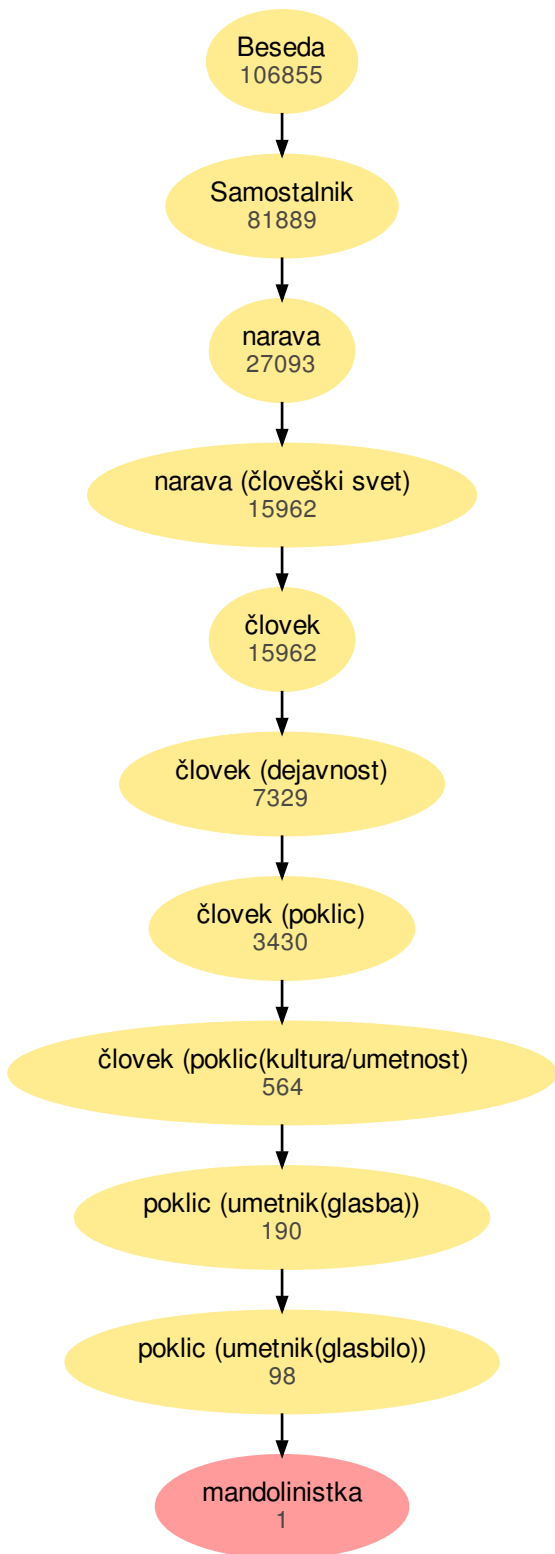 Beseda
106855
Samostalnik
81889
narava
27093
narava (človeški svet)
15962
človek
15962
človek (dejavnost)
7329
človek (poklic)
3430
človek (poklic(kultura/umetnost)
564
poklic (umetnik(glasba))
190
poklic (umetnik(glasbilo))
98
mandolinistka
1